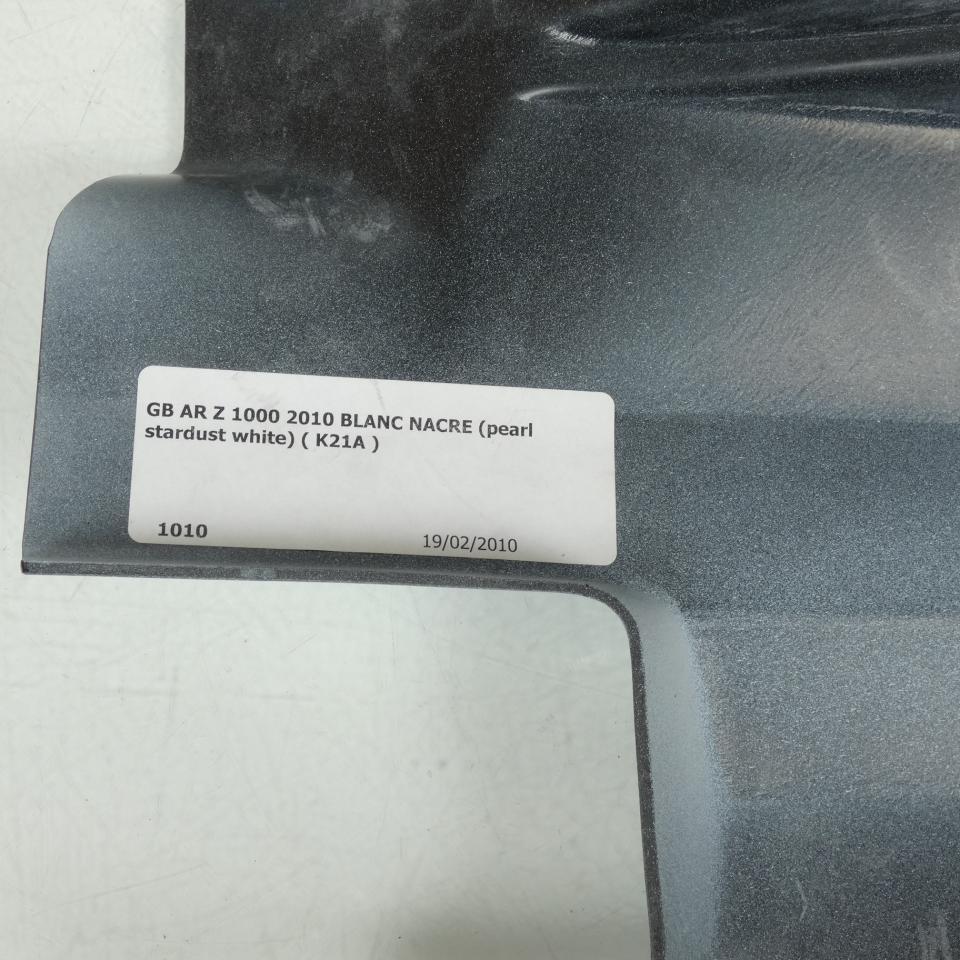 GB AR Z 1000 2010 BLANC NACRE (pearl
stardust white) ( K21A )
1010 19/02/2010